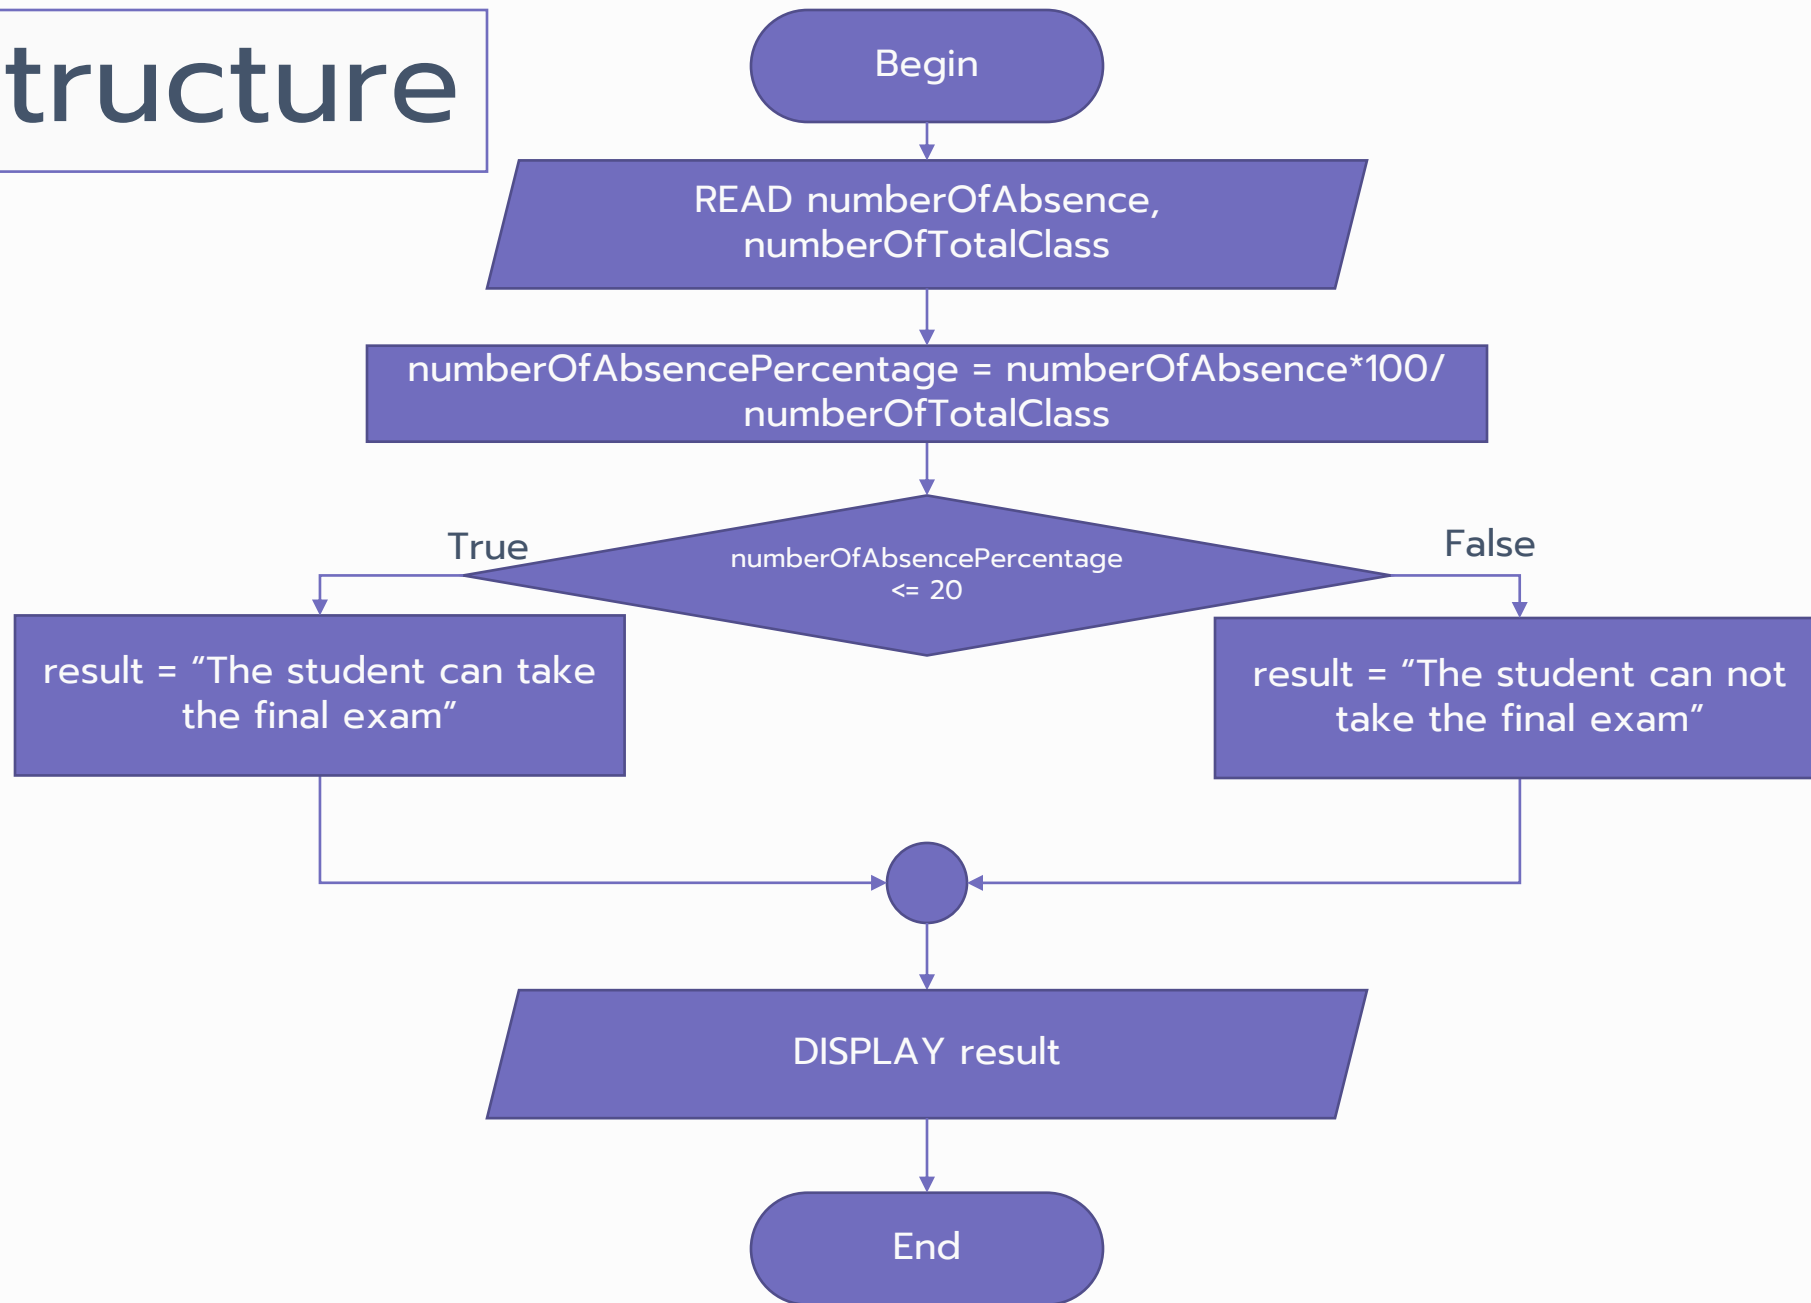 tructure
Begin
READ numberOfAbsence,
numberOfTotalClass
numberOfAbsencePercentage = numberOfAbsence*100/
numberOfTotalClass
True
numberOfAbsencePercentage
<= 20
False
result = “The student can take
the final exam”
result = “The student can not
take the final exam”
DISPLAY result
End